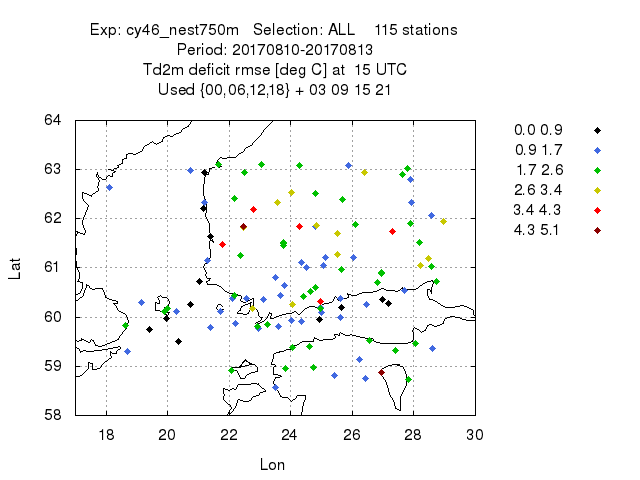 Exp: cy46_nest750m   Selection: ALL    115 stations
Period: 20170810-20170813
Td2m deficit rmse [deg C] at  15 UTC
Used {00,06,12,18} + 03 09 15 21
64
63
62
61
60
59
58
Lat
18 20 22 24 26 28 30
Lon
0.0 0.9
0.9 1.7
1.7 2.6
2.6 3.4
3.4 4.3
4.3 5.1